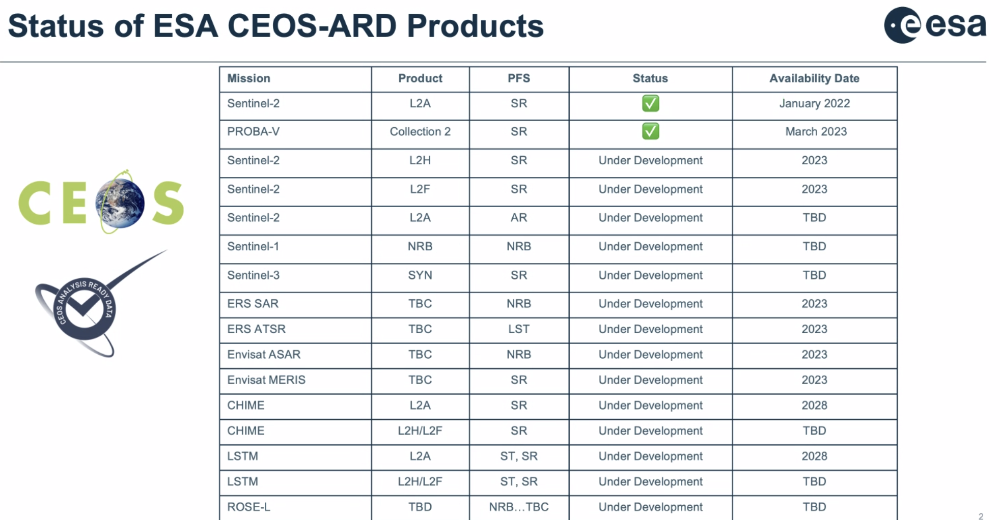 Status of ESA CEOS-ARD Products
esa
Mission Product PFS Status Availability Date
Sentinel-2 L2A SR ✅ January 2022
PROBA-V Collection 2 SR ✅ March 2023
Sentinel-2 L2H SR Under Development 2023
Sentinel-2 L2F SR Under Development 2023
Sentinel-2 L2A AR Under Development TBD
Sentinel-1 NRB NRB Under Development TBD
Sentinel-3 SYN SR Under Development TBD
ERS SAR TBC NRB Under Development 2023
ERS ATSR TBC LST Under Development 2023
Envisat ASAR TBC NRB Under Development 2023
Envisat MERIS TBC SR Under Development 2023
CHIME L2A SR Under Development 2028
CHIME L2H/L2F SR Under Development TBD
LSTM L2A ST, SR Under Development 2028
LSTM L2H/L2F ST, SR Under Development TBD
ROSE-L TBD NRB...TBC Under Development TBD
CEOS
CEOS ANALYSIS READY DATA
2